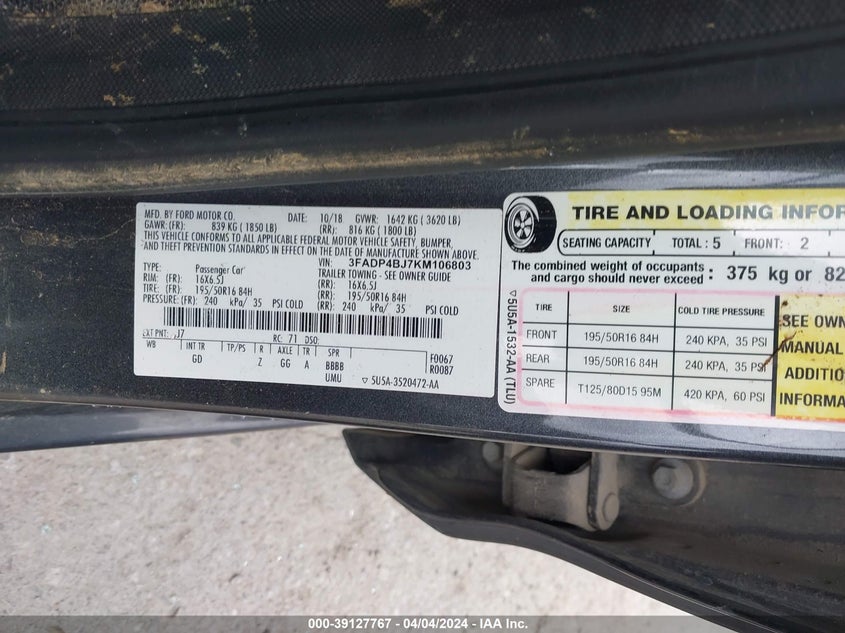 MFD. BY FORD MOTOR CO.
DATE: 10/18 GVWR: 1642 KG ( 3620 LB)
GAWR: (FR): 839 KG ( 1850 LB) (RR): 816 KG ( 1800 LB)
THIS VEHICLE CONFORMS TO ALL APPLICABLE FEDERAL MOTOR VEHICLE SAFETY, BUMPER,
AND THEFT PREVENTION STANDARDS IN EFFECT ON THE DATE OF MANUFACTURE SHOWN ABOVE.
VIN: 3FADP4BJ7KM106803
TYPE: Passenger Car TRAILER TOWING - SEE OWNER GUIDE
RIM: (FR): 16X6.5J (RR): 16X6.5J
TIRE: (FR): 195/50R16 84H (RR): 195/50R16 84H
PRESSURE:(FR): 240 kPa/ 35 PSI COLD (RR): 240 kPa/ 35 PSI COLD
EXT PNT: J7 RC: 71 DSO:
WB INT TR TP/PS R AXLE TR SPR F0067
GD Z GG A BBBB R0087
UMU ▽5U5A-3520472-AA
▽5U5A-1532-AA (TLU)
TIRE AND LOADING INFOR
SEATING CAPACITY TOTAL : 5 FRONT: 2
The combined weight of occupants
and cargo should never exceed : 375 kg or 82
TIRE SIZE COLD TIRE PRESSURE
FRONT 195/50R16 84H 240 KPA, 35 PSI
REAR 195/50R16 84H 240 KPA, 35 PSI
SPARE T125/80D15 95M 420 KPA, 60 PSI
SEE OWN
MANUAL
ADDITIO
INFORMA
000-39127767 - 04/04/2024 - IAA Inc.